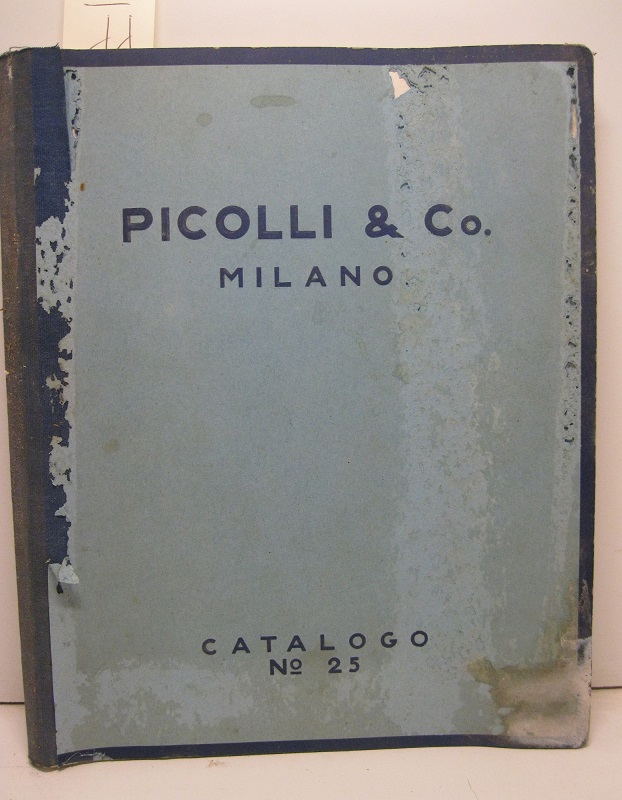 PICOLLI & Co.
MILANO
CATALOGO
Nº 25